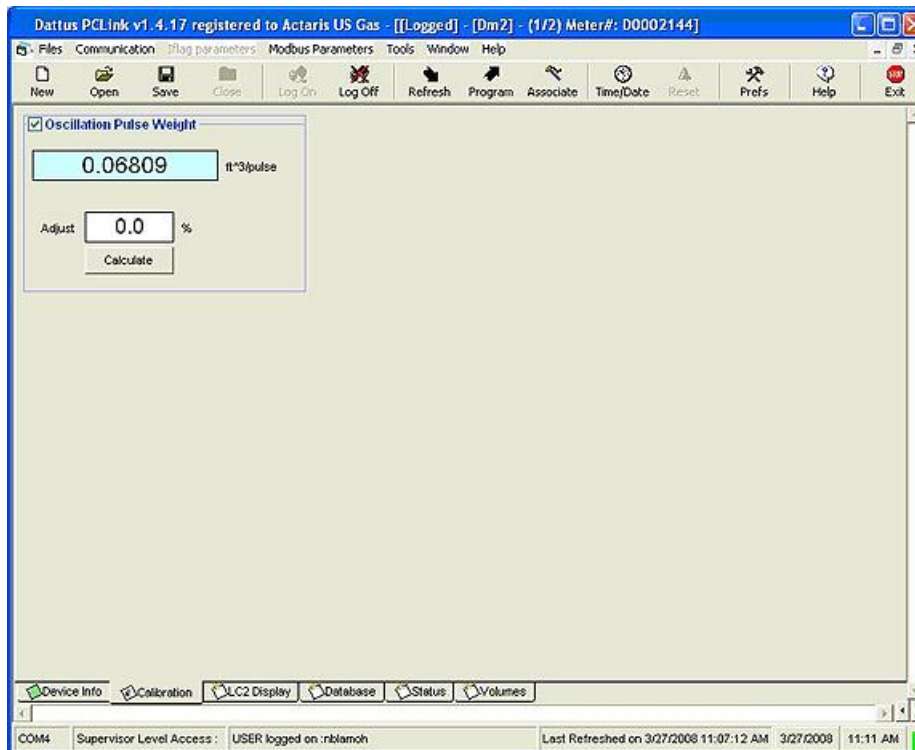 Dattus PCLink v1.4.17 registered to Actaris US Gas - [[Logged] - [Dm2] - (1/2) Meter#: D0002144]
Files Communication Iflag parameters Modbus Parameters Tools Window Help
New Open Save Close Log On Log Off Refresh Program Associate Time/Date Reset Prefs Help Exit
Oscillation Pulse Weight
0.06809 ft^3/pulse
Adjust 0.0 %
Calculate
Device Info Calibration LC2 Display Database Status Volumes
COM4 Supervisor Level Access : USER logged on :nblamoh Last Refreshed on 3/27/2008 11:07:12 AM 3/27/2008 11:11 AM